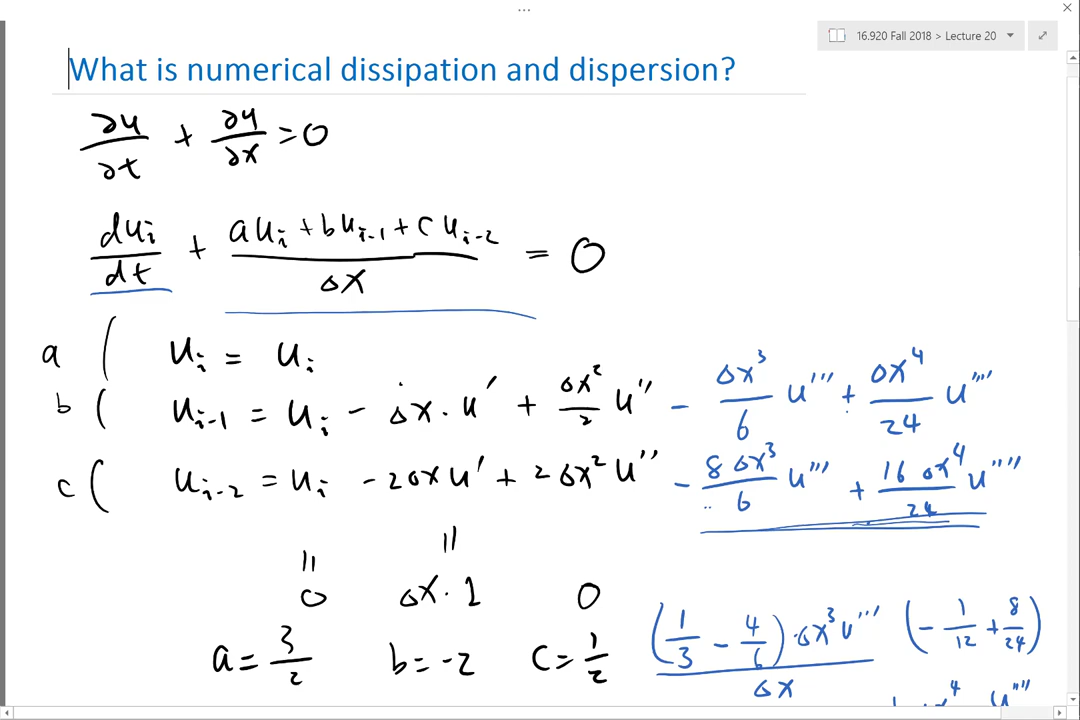 16.920 Fall 2018 > Lecture 20
What is numerical dissipation and dispersion?
∂u/∂t + ∂u/∂x = 0
du_i/dt + (a u_i + b u_{i-1} + c u_{i-2})/Δx = 0
a ( u_i = u_i
b ( u_{i-1} = u_i - Δx · u' + Δx²/2 u'' - Δx³/6 u''' + Δx⁴/24 u''''
c ( u_{i-2} = u_i - 2Δx u' + 2Δx² u'' - 8Δx³/6 u''' + 16Δx⁴/24 u''''
|| ||
0 Δx · 1 0
a = 3/2 b = -2 c = 1/2
(1/3 - 4/6) · Δx³ u''' / Δx (-1/12 + 8/24)